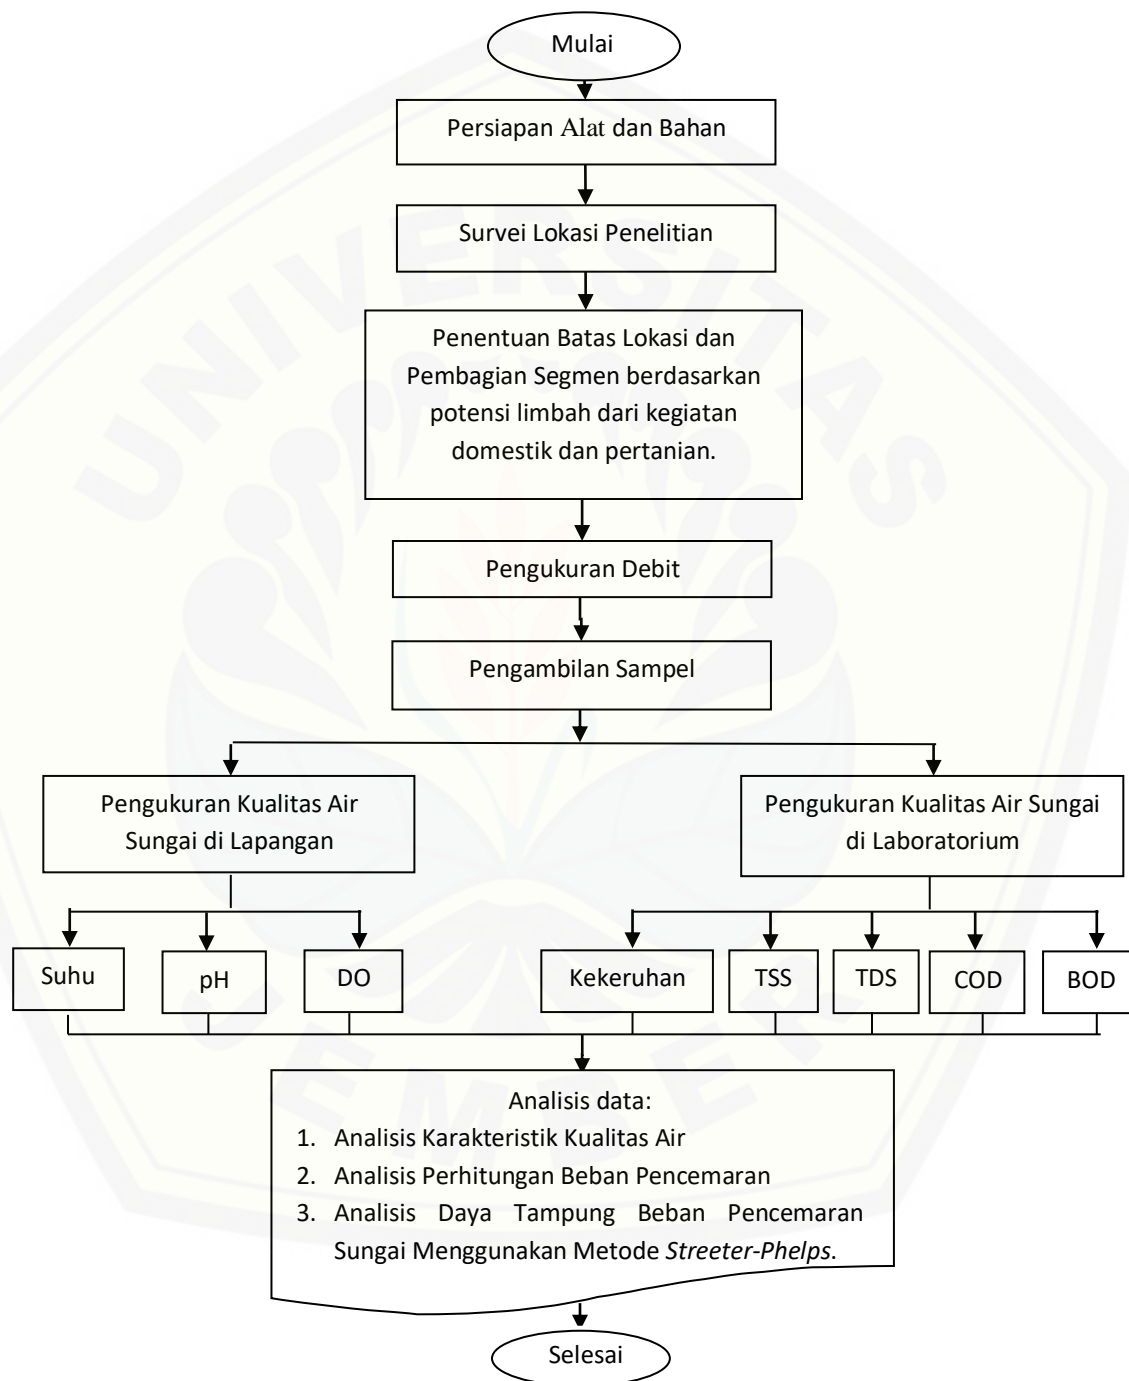 Mulai
Persiapan Alat dan Bahan
Survei Lokasi Penelitian
Penentuan Batas Lokasi dan
Pembagian Segmen berdasarkan
potensi limbah dari kegiatan
domestik dan pertanian.
Pengukuran Debit
Pengambilan Sampel
Pengukuran Kualitas Air
Sungai di Lapangan
Pengukuran Kualitas Air Sungai
di Laboratorium
Suhu
pH
DO
Kekeruhan
TSS
TDS
COD
BOD
Analisis data:
1. Analisis Karakteristik Kualitas Air
2. Analisis Perhitungan Beban Pencemaran
3. Analisis Daya Tampung Beban Pencemaran
Sungai Menggunakan Metode Streeter-Phelps.
Selesai
UNIVERSITAS
JEMBER